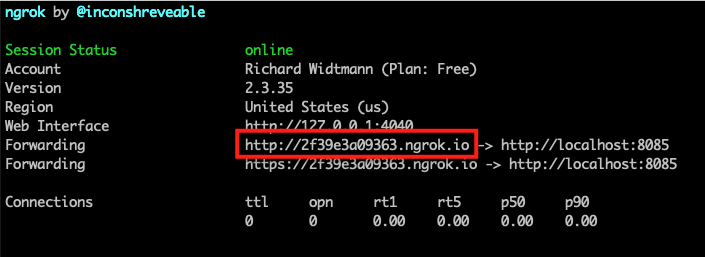 ngrok by @inconshreveable
Session Status online
Account Richard Widtmann (Plan: Free)
Version 2.3.35
Region United States (us)
Web Interface http://127.0.0.1:4040
Forwarding http://2f39e3a09363.ngrok.io -> http://localhost:8085
Forwarding https://2f39e3a09363.ngrok.io -> http://localhost:8085
Connections ttl opn rt1 rt5 p50 p90
0 0 0.00 0.00 0.00 0.00